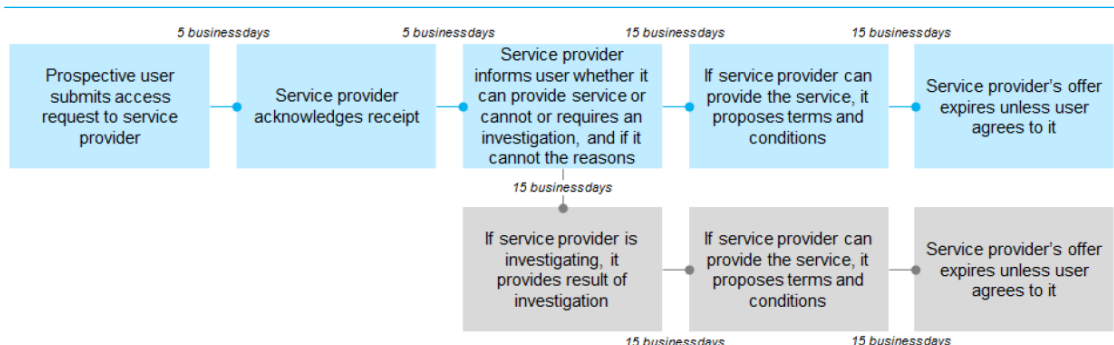 5 businessdays
5 businessdays
15 businessdays
15 businessdays
Prospective user
submits access
request to service
provider
Service provider
acknowledges receipt
Service provider
informs user whether it
can provide service or
cannot or requires an
investigation, and if it
cannot the reasons
If service provider can
provide the service, it
proposes terms and
conditions
Service provider's offer
expires unless user
agrees to it
15 businessdays
If service provider is
investigating, it
provides result of
investigation
If service provider can
provide the service, it
proposes terms and
conditions
Service provider's offer
expires unless user
agrees to it
15 businessdays
15 businessdays